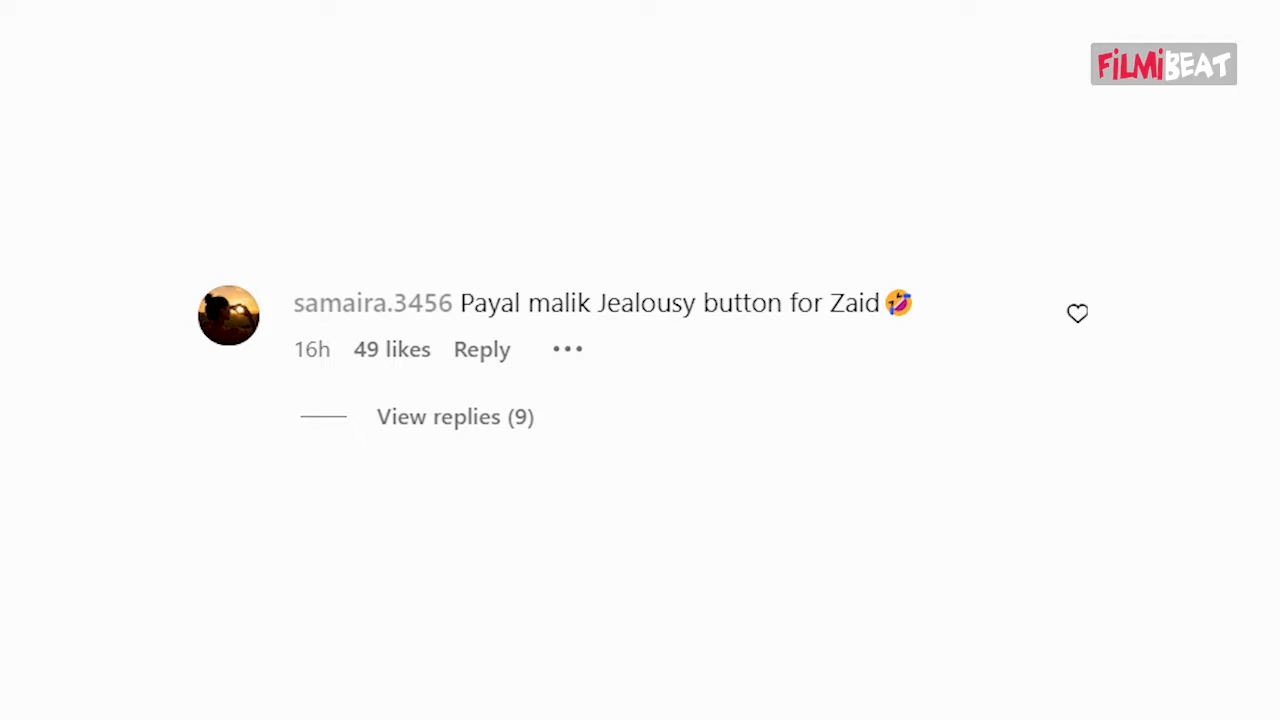 FILMIBEAT
samaira.3456 Payal malik Jealousy button for Zaid🤣
16h 49 likes Reply •••
View replies (9)